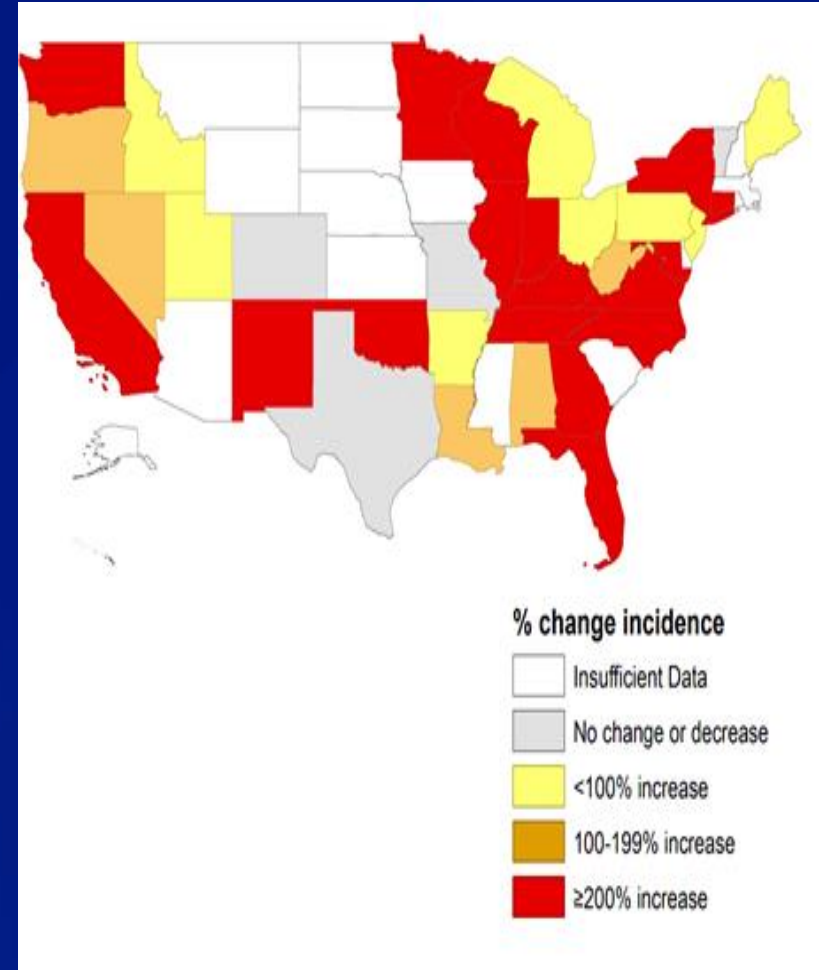 % change incidence
Insufficient Data
No change or decrease
<100% increase
100-199% increase
≥200% increase